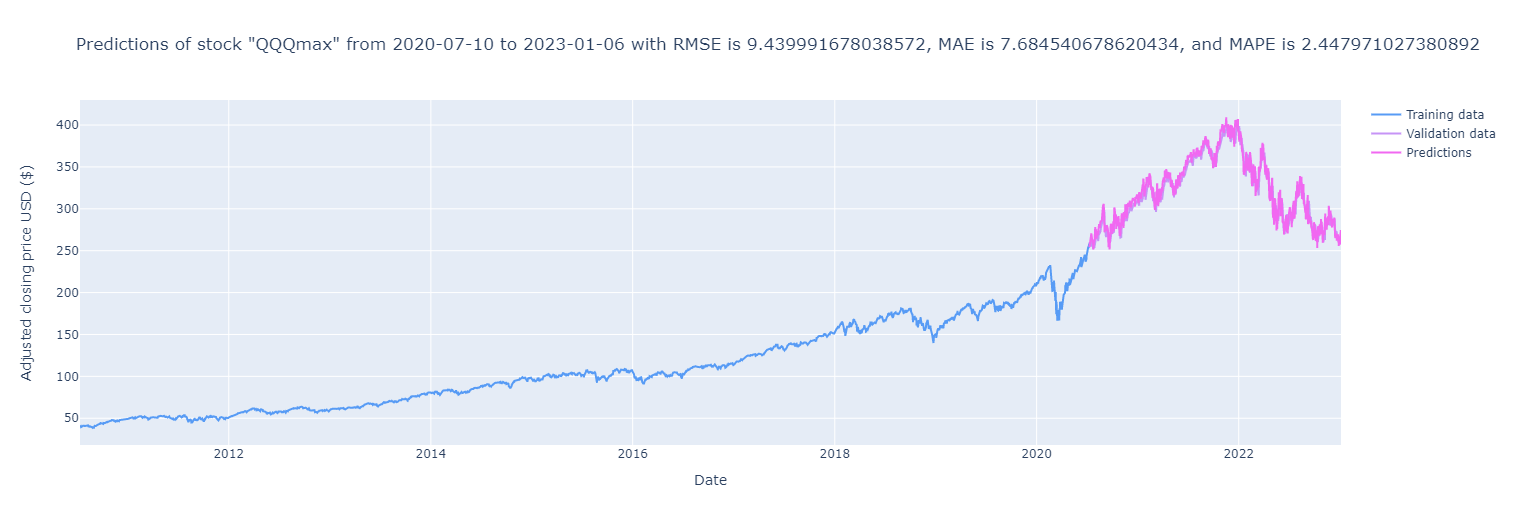 Predictions of stock "QQQmax" from 2020-07-10 to 2023-01-06 with RMSE is 9.439991678038572, MAE is 7.684540678620434, and MAPE is 2.447971027380892
Training data
Validation data
Predictions
Adjusted closing price USD ($)
400
350
300
250
200
150
100
50
2012 2014 2016 2018 2020 2022
Date